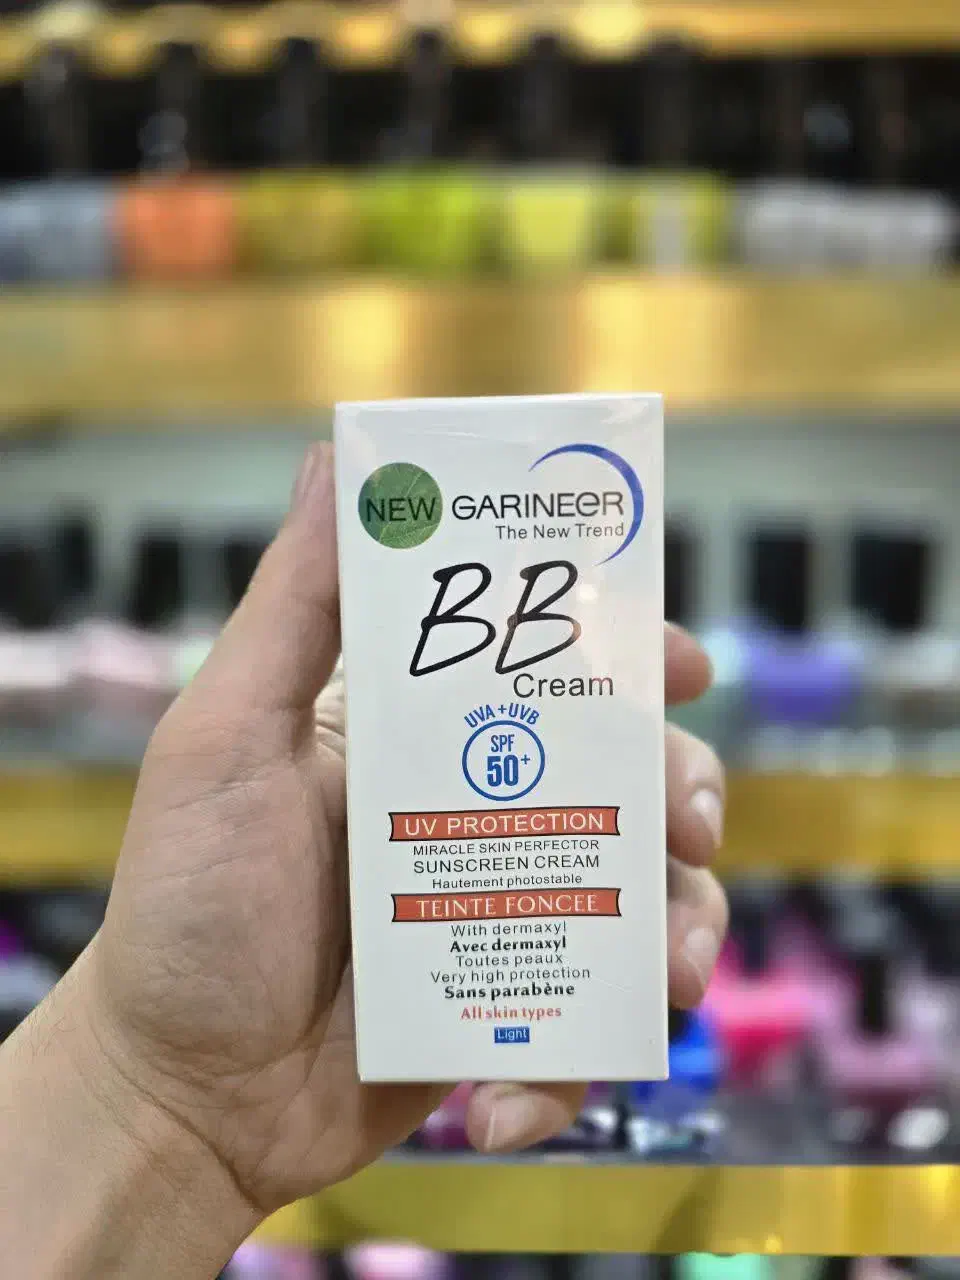 NEW
GARINEER
The New Trend
BB
Cream
UVA+UVB
SPF
50+
UV PROTECTION
MIRACLE SKIN PERFECTOR
SUNSCREEN CREAM
Hautement photostable
TEINTE FONCEE
With dermaxyl
Avec dermaxyl
Toutes peaux
Very high protection
Sans parabène
All skin types
Light